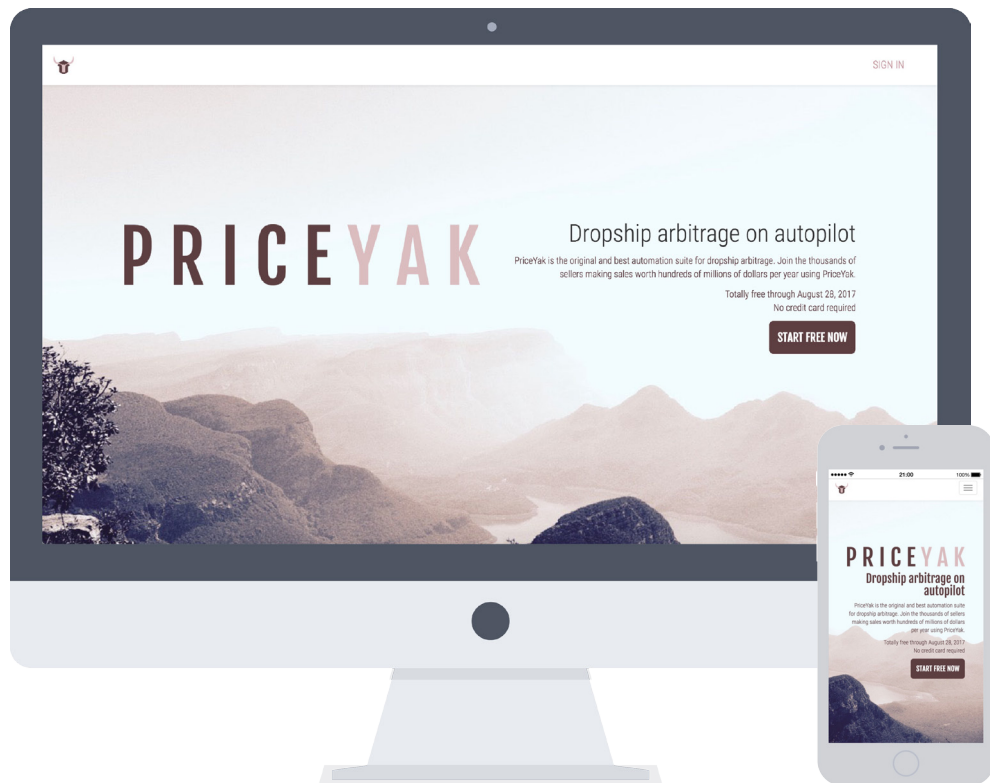 SIGN IN
PRICEYAK
Dropship arbitrage on autopilot
PriceYak is the original and best automation suite for dropship arbitrage. Join the thousands of
sellers making sales worth hundreds of millions of dollars per year using PriceYak.
Totally free through August 28, 2017
No credit card required
START FREE NOW
21:00
100%
PRICEYAK
Dropship arbitrage on
autopilot
PriceYak is the original and best automation suite
for dropship arbitrage. Join the thousands of sellers
making sales worth hundreds of millions of dollars
per year using PriceYak.
Totally free through August 28, 2017
No credit card required
START FREE NOW